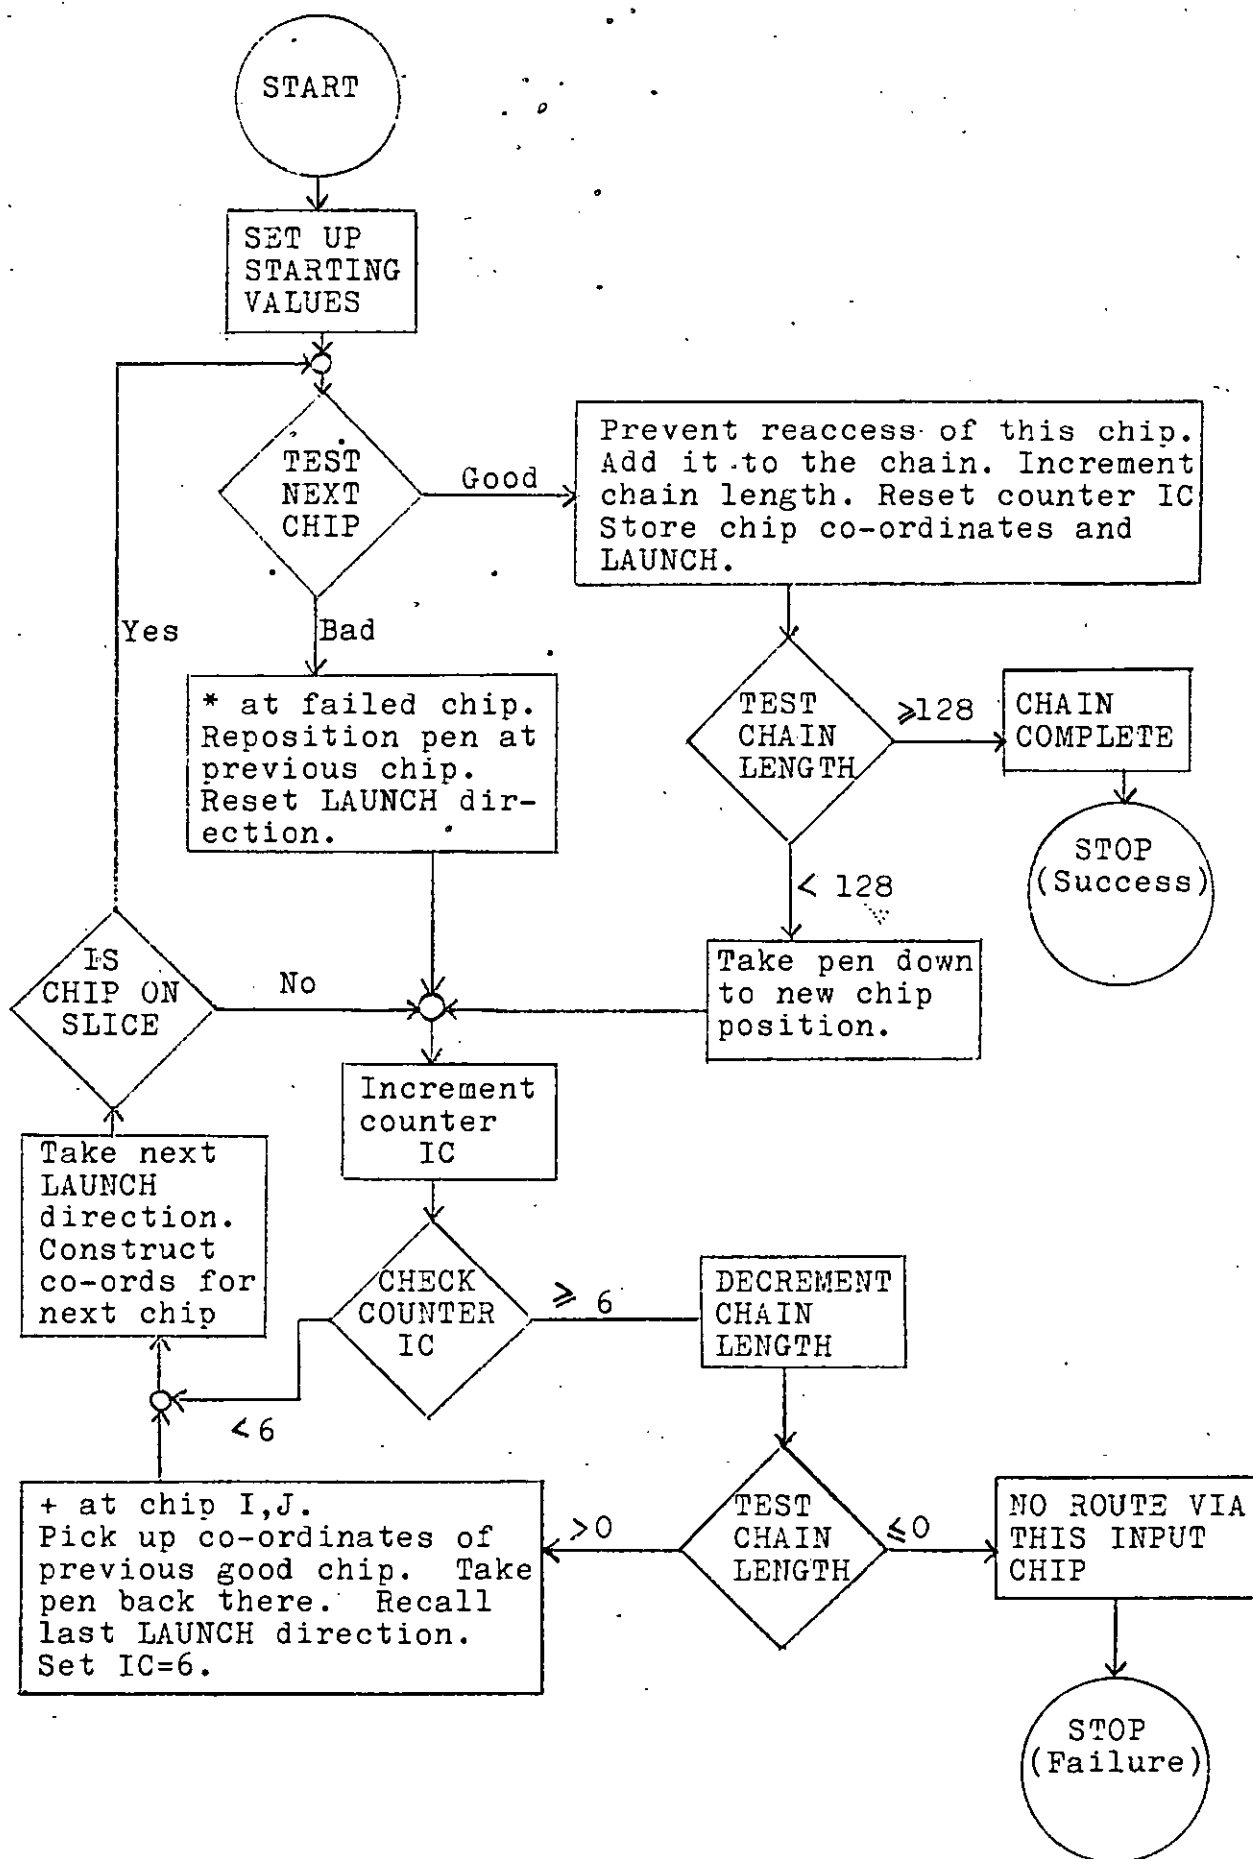 START
SET UP
STARTING
VALUES
TEST
NEXT
CHIP
Good
Prevent reaccess of this chip.
Add it to the chain. Increment
chain length. Reset counter IC
Store chip co-ordinates and
LAUNCH.
Yes
Bad
* at failed chip.
Reposition pen at
previous chip.
Reset LAUNCH dir-
ection.
TEST
CHAIN
LENGTH
≥128
CHAIN
COMPLETE
STOP
(Success)
< 128
Take pen down
to new chip
position.
IS
CHIP ON
SLICE
No
Increment
counter
IC
Take next
LAUNCH
direction.
Construct
co-ords for
next chip
CHECK
COUNTER
IC
≥ 6
<6
DECREMENT
CHAIN
LENGTH
TEST
CHAIN
LENGTH
>0
≤0
NO ROUTE VIA
THIS INPUT
CHIP
+ at chip I,J.
Pick up co-ordinates of
previous good chip. Take
pen back there. Recall
last LAUNCH direction.
Set IC=6.
STOP
(Failure)